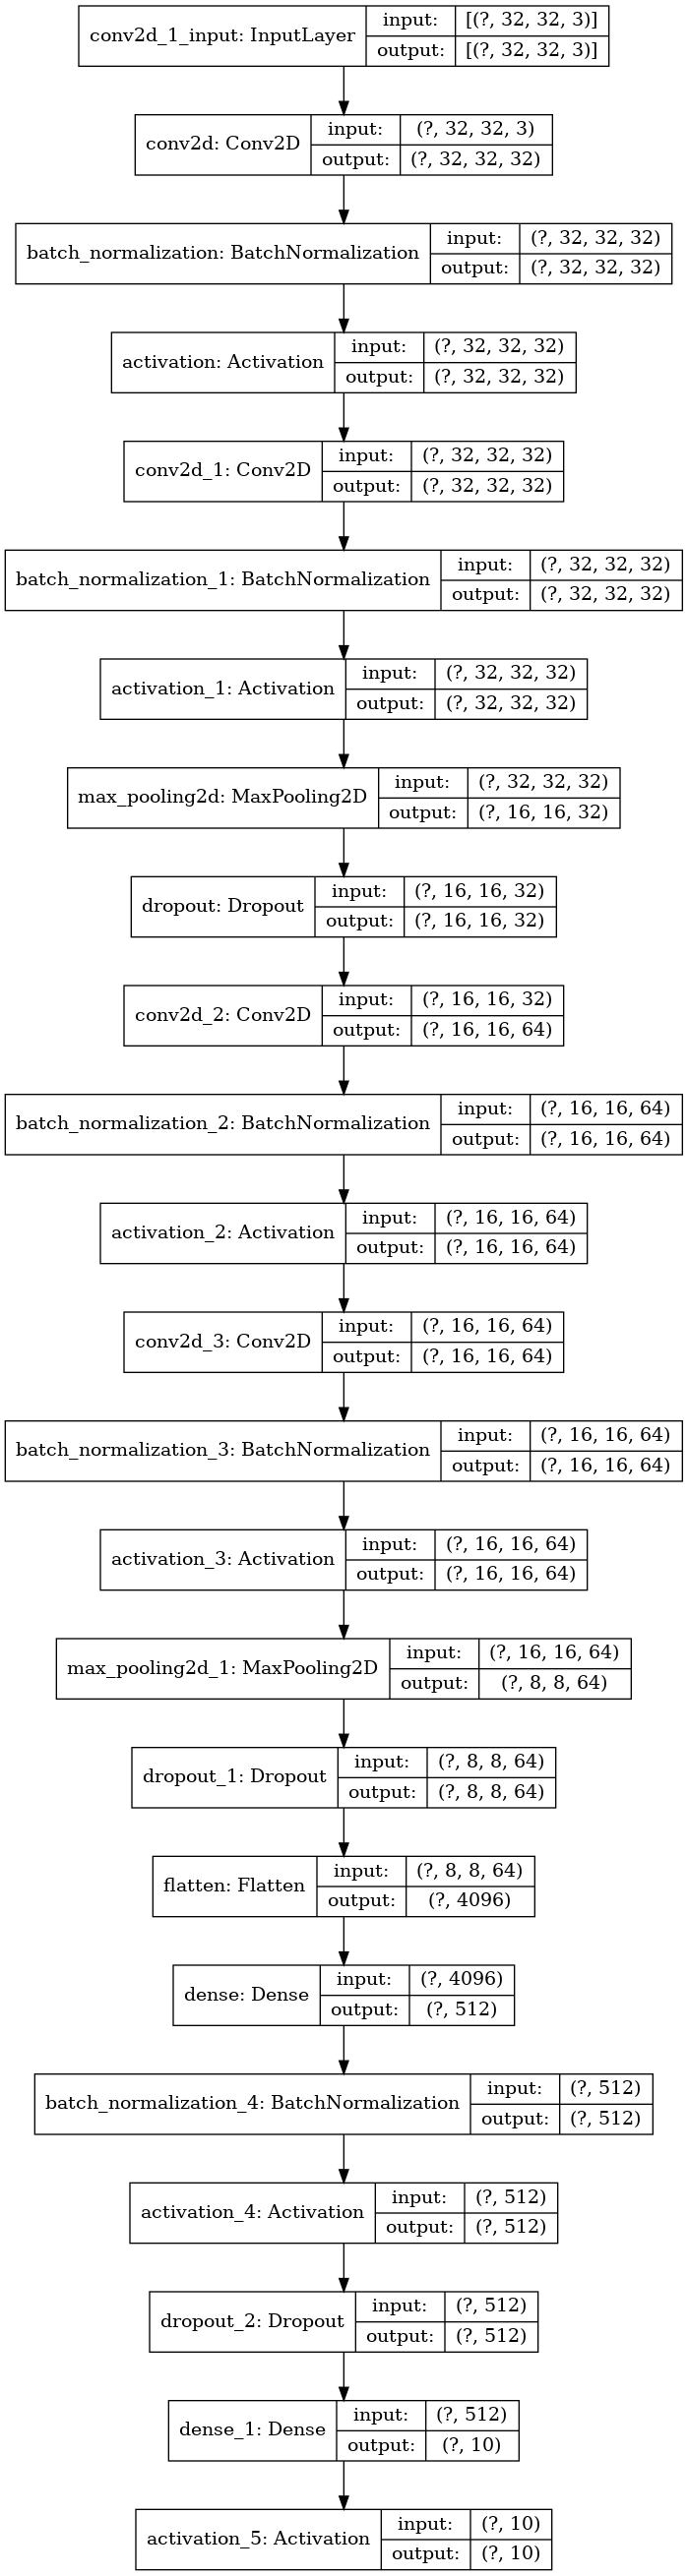 conv2d_1_input: InputLayer
input:
[(?, 32, 32, 3)]
output:
[(?, 32, 32, 3)]
conv2d: Conv2D
input:
(?, 32, 32, 3)
output:
(?, 32, 32, 32)
batch_normalization: BatchNormalization
input:
(?, 32, 32, 32)
output:
(?, 32, 32, 32)
activation: Activation
input:
(?, 32, 32, 32)
output:
(?, 32, 32, 32)
conv2d_1: Conv2D
input:
(?, 32, 32, 32)
output:
(?, 32, 32, 32)
batch_normalization_1: BatchNormalization
input:
(?, 32, 32, 32)
output:
(?, 32, 32, 32)
activation_1: Activation
input:
(?, 32, 32, 32)
output:
(?, 32, 32, 32)
max_pooling2d: MaxPooling2D
input:
(?, 32, 32, 32)
output:
(?, 16, 16, 32)
dropout: Dropout
input:
(?, 16, 16, 32)
output:
(?, 16, 16, 32)
conv2d_2: Conv2D
input:
(?, 16, 16, 32)
output:
(?, 16, 16, 64)
batch_normalization_2: BatchNormalization
input:
(?, 16, 16, 64)
output:
(?, 16, 16, 64)
activation_2: Activation
input:
(?, 16, 16, 64)
output:
(?, 16, 16, 64)
conv2d_3: Conv2D
input:
(?, 16, 16, 64)
output:
(?, 16, 16, 64)
batch_normalization_3: BatchNormalization
input:
(?, 16, 16, 64)
output:
(?, 16, 16, 64)
activation_3: Activation
input:
(?, 16, 16, 64)
output:
(?, 16, 16, 64)
max_pooling2d_1: MaxPooling2D
input:
(?, 16, 16, 64)
output:
(?, 8, 8, 64)
dropout_1: Dropout
input:
(?, 8, 8, 64)
output:
(?, 8, 8, 64)
flatten: Flatten
input:
(?, 8, 8, 64)
output:
(?, 4096)
dense: Dense
input:
(?, 4096)
output:
(?, 512)
batch_normalization_4: BatchNormalization
input:
(?, 512)
output:
(?, 512)
activation_4: Activation
input:
(?, 512)
output:
(?, 512)
dropout_2: Dropout
input:
(?, 512)
output:
(?, 512)
dense_1: Dense
input:
(?, 512)
output:
(?, 10)
activation_5: Activation
input:
(?, 10)
output:
(?, 10)